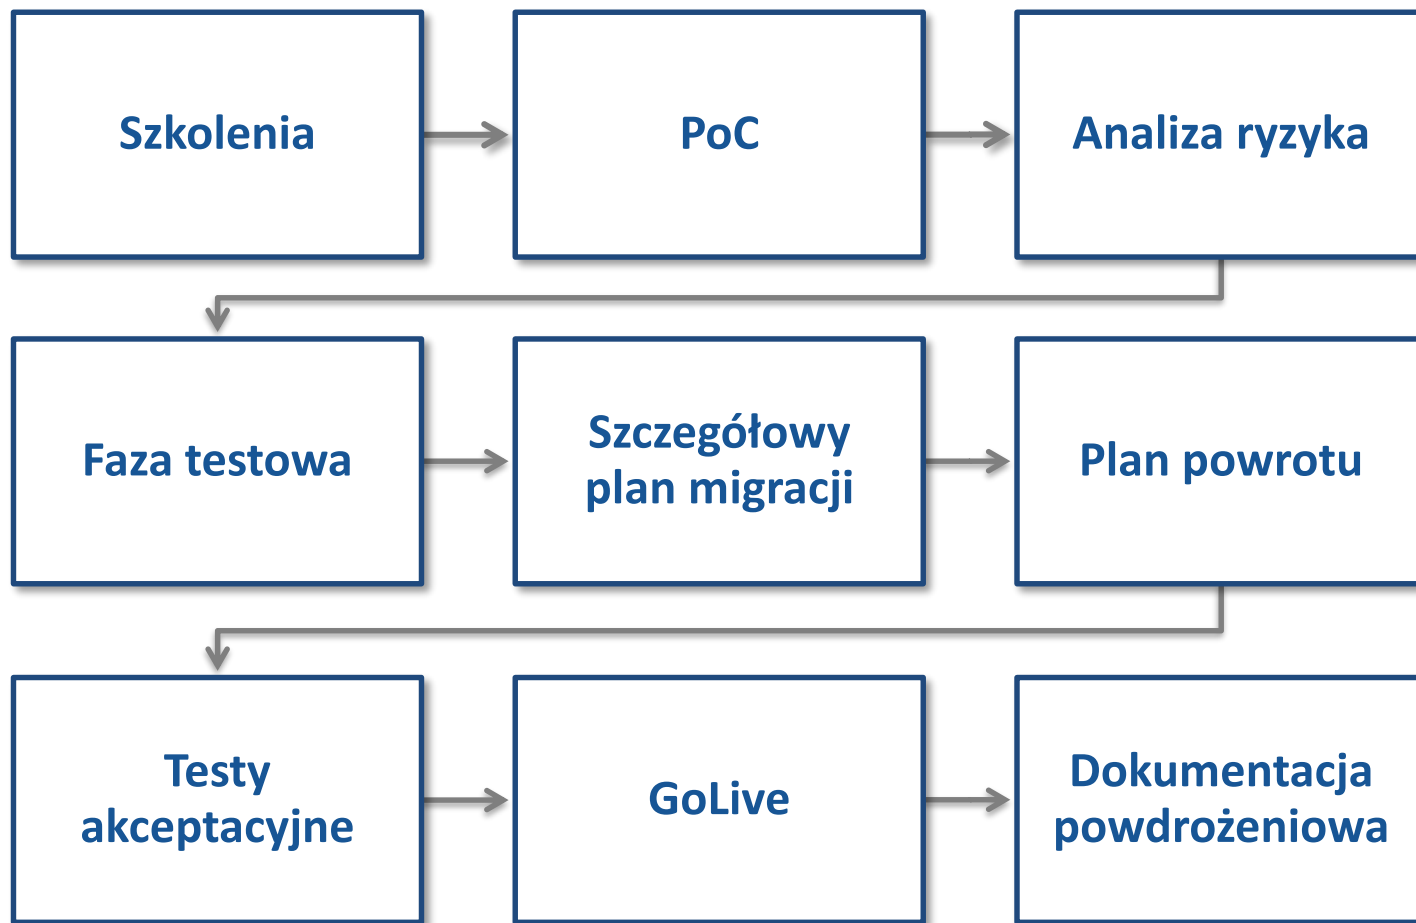 Szkolenia
PoC
Analiza ryzyka
Faza testowa
Szczegółowy
plan migracji
Plan powrotu
Testy
akceptacyjne
GoLive
Dokumentacja
powdrożeniowa